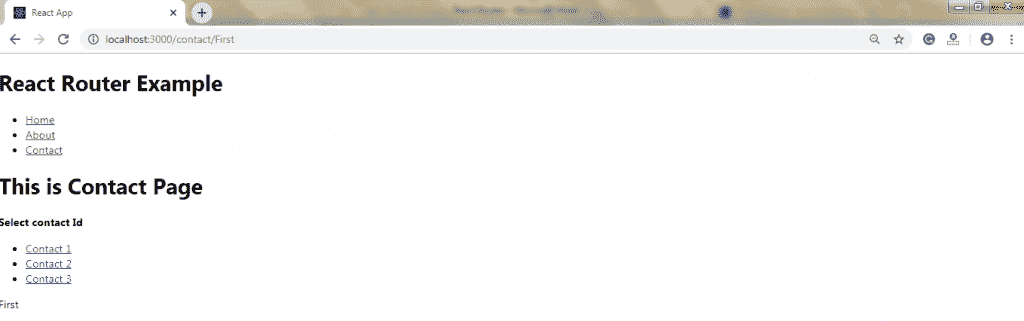 React App
localhost:3000/contact/First
React Router Example
Home
About
Contact
This is Contact Page
Select contact Id
Contact 1
Contact 2
Contact 3
First